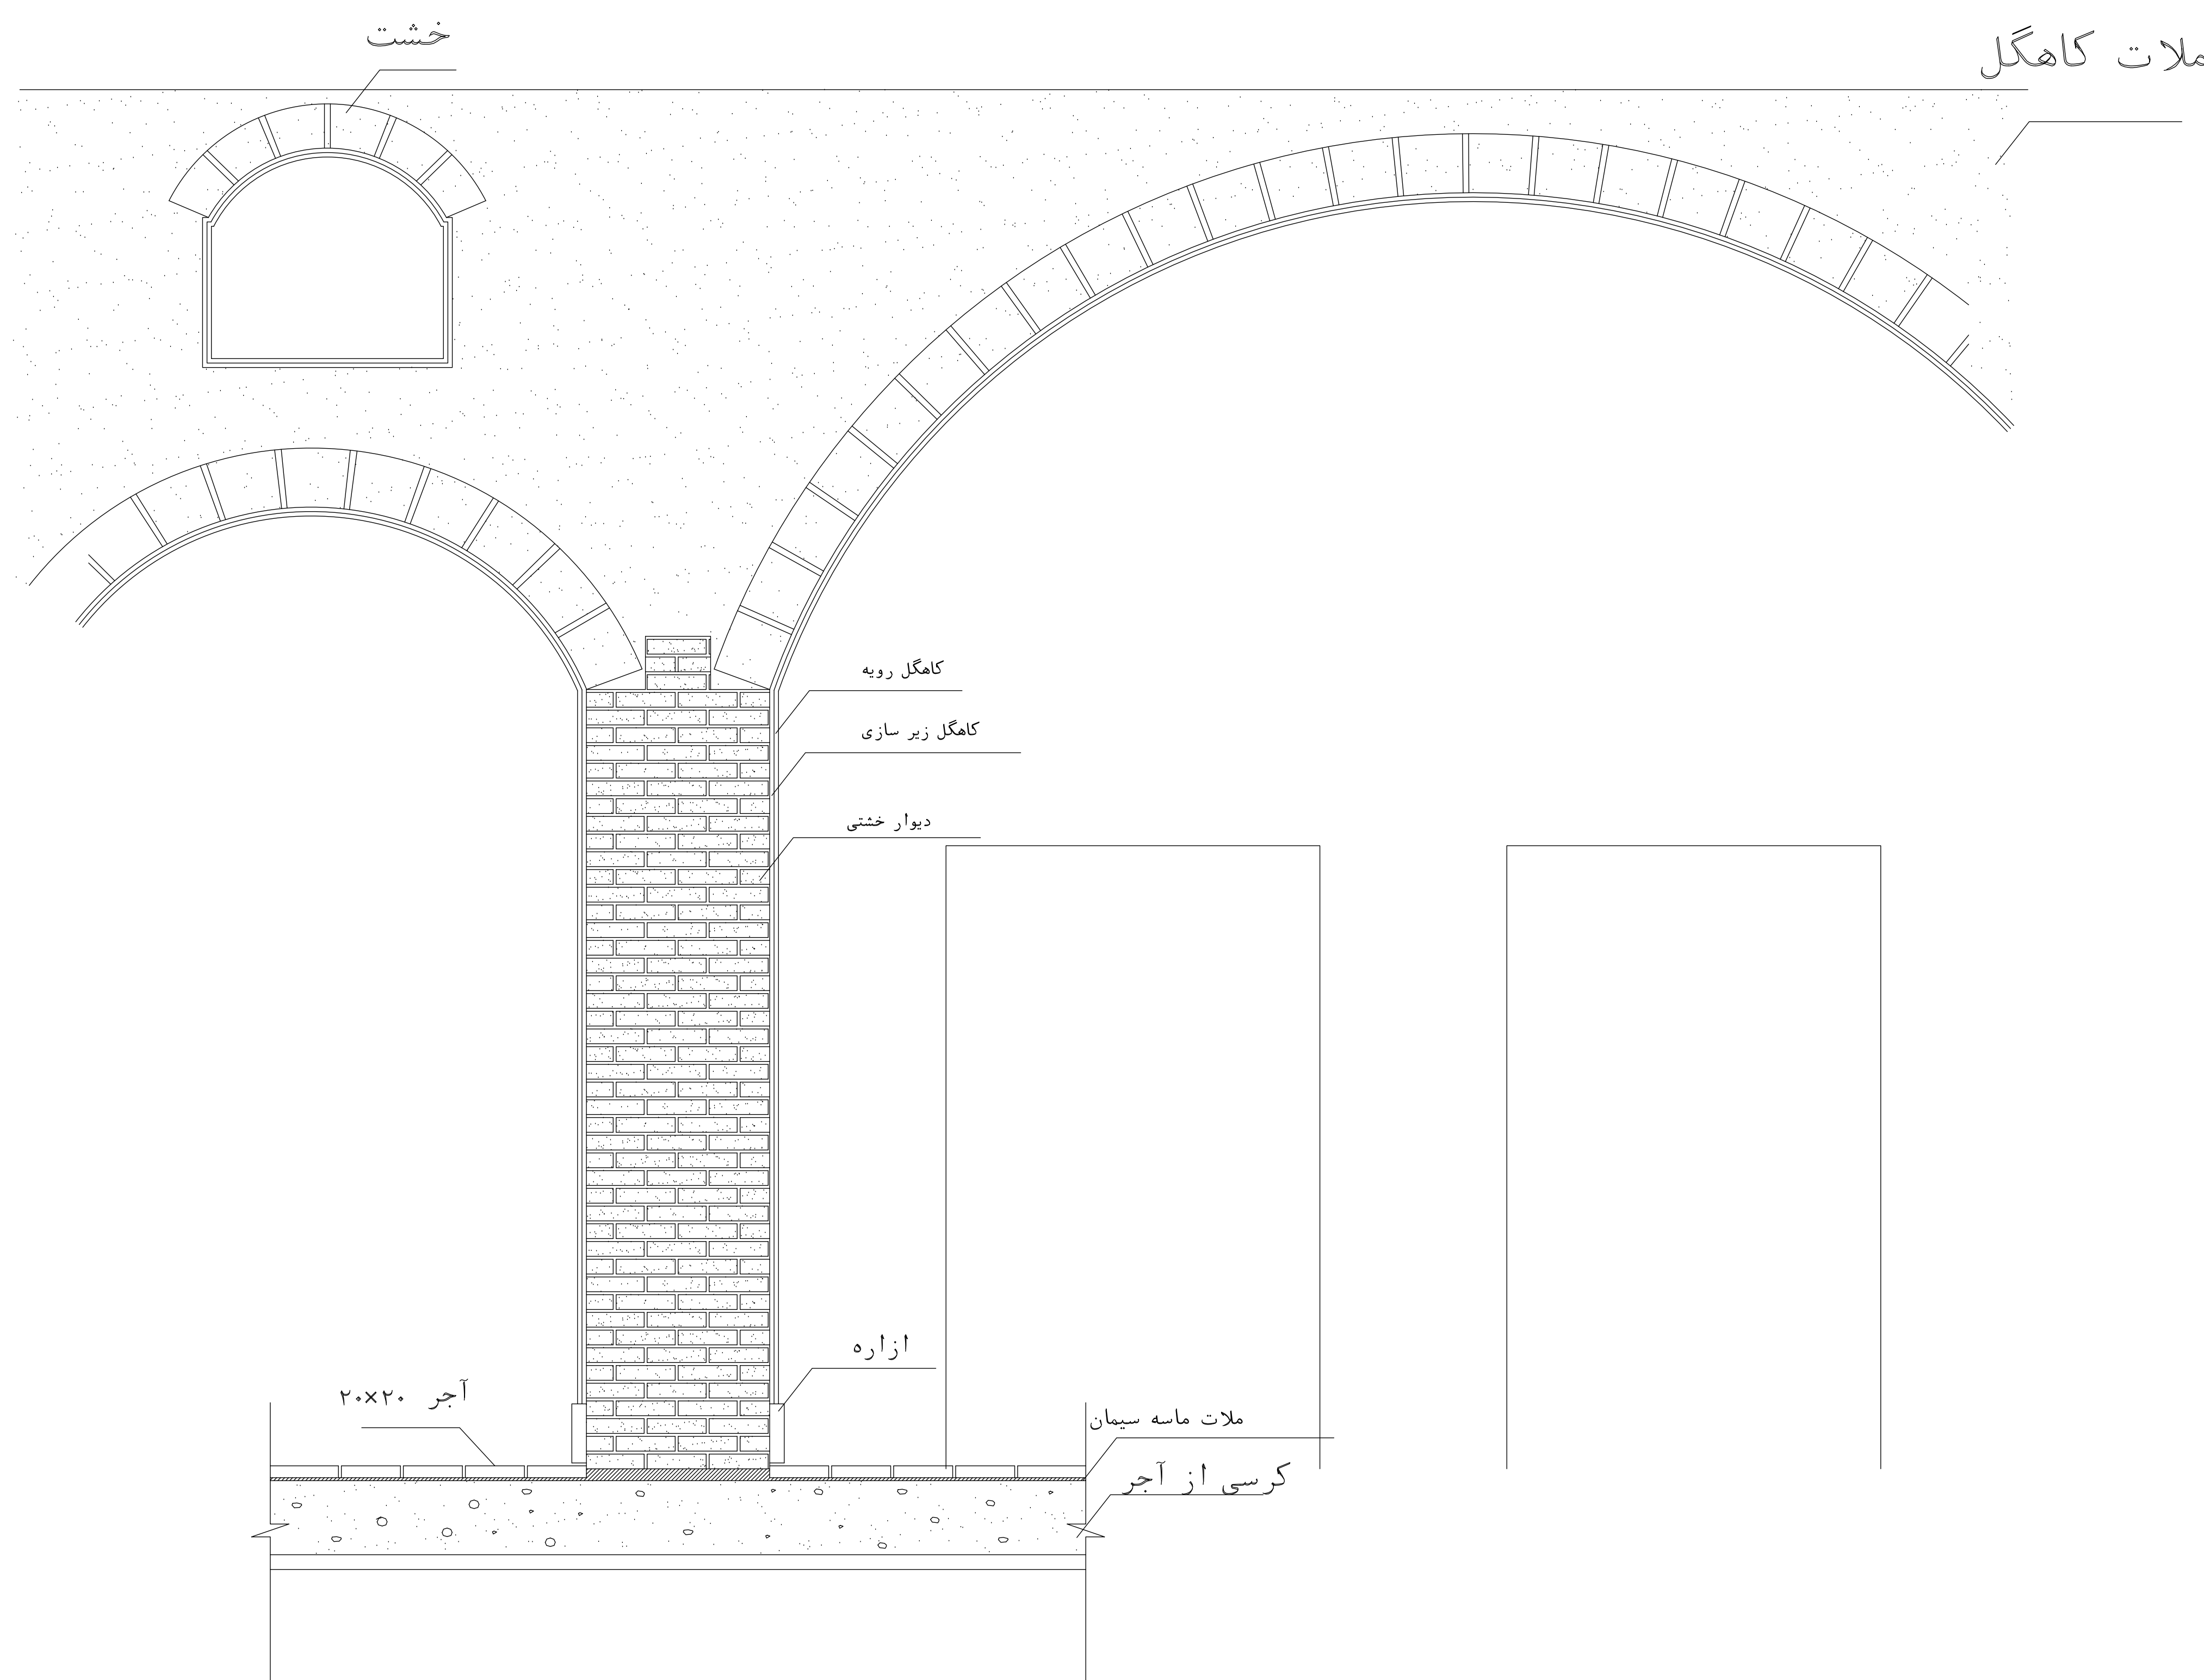 خشت
ملات کاهگل
کاهگل رویه
کاهگل زیر سازی
دیوار خشتی
ازاره
آجر ۲۰×۲۰
ملات ماسه سیمان
کرسی از آجر